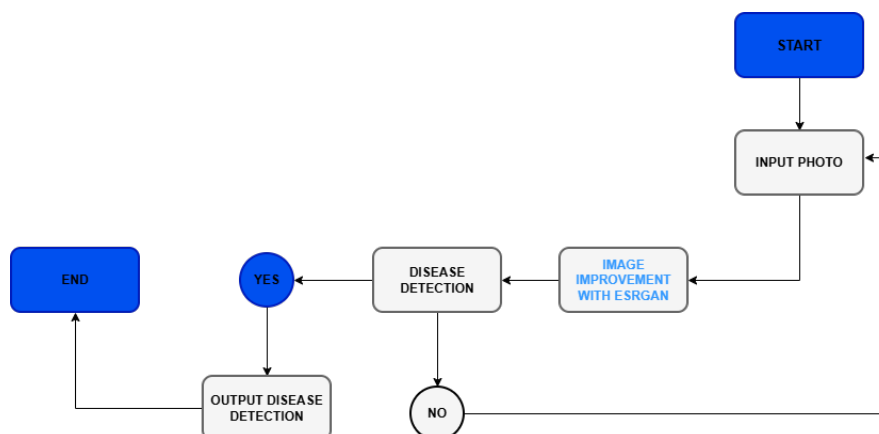 START
INPUT PHOTO
IMAGE
IMPROVEMENT
WITH ESRGAN
DISEASE
DETECTION
YES
END
OUTPUT DISEASE
DETECTION
NO